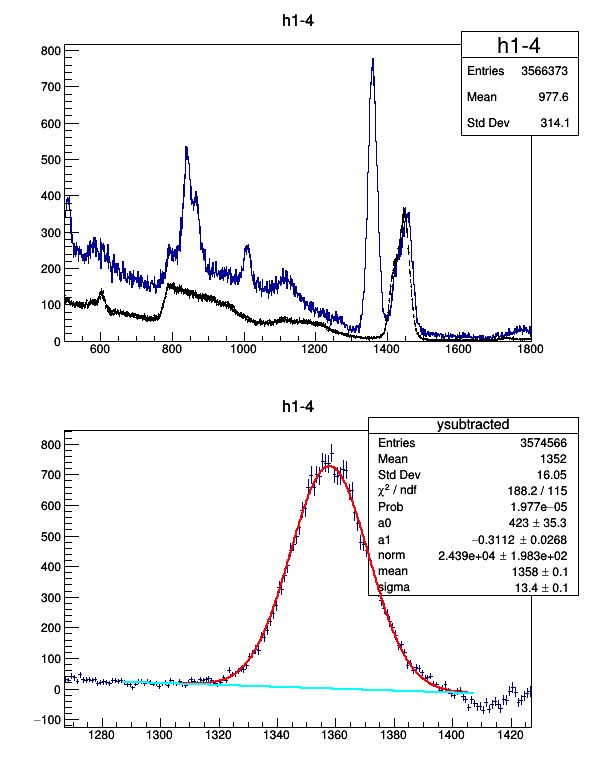 h1-4
h1-4
Entries 3566373
Mean 977.6
Std Dev 314.1
800
700
600
500
400
300
200
100
0
600 800 1000 1200 1400 1600 1800
h1-4
ysubtracted
Entries 3574566
Mean 1352
Std Dev 16.05
χ² / ndf 188.2 / 115
Prob 1.977e−05
a0 423 ± 35.3
a1 −0.3112 ± 0.0268
norm 2.439e+04 ± 1.983e+02
mean 1358 ± 0.1
sigma 13.4 ± 0.1
800
700
600
500
400
300
200
100
0
−100
1280 1300 1320 1340 1360 1380 1400 1420